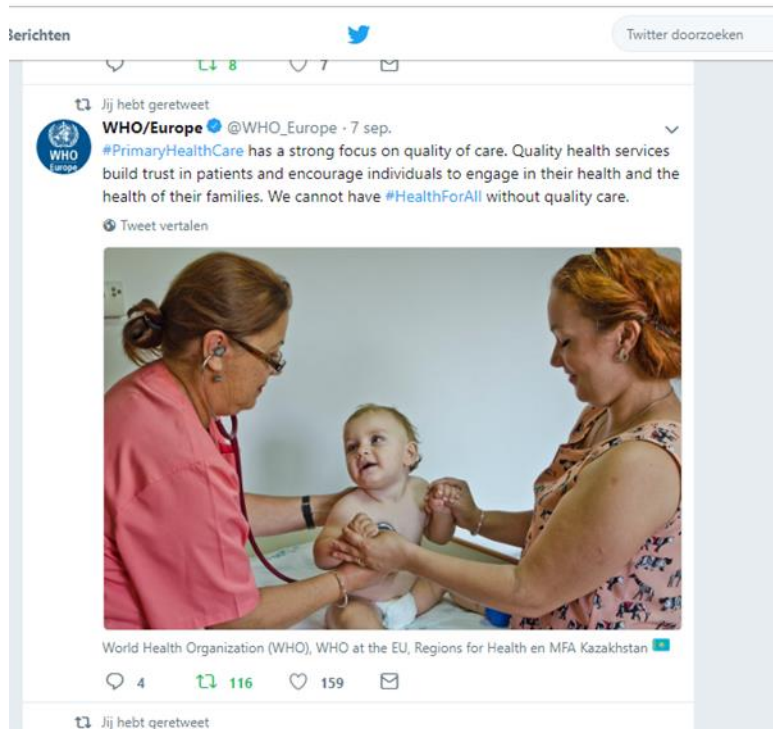 Berichten
Twitter doorzoeken
8 7
Jij hebt geretweet
WHO/Europe @WHO_Europe · 7 sep.
#PrimaryHealthCare has a strong focus on quality of care. Quality health services
build trust in patients and encourage individuals to engage in their health and the
health of their families. We cannot have #HealthForAll without quality care.
WHO
Europe
Tweet vertalen
World Health Organization (WHO), WHO at the EU, Regions for Health en MFA Kazakhstan
4 116 159
Jij hebt geretweet